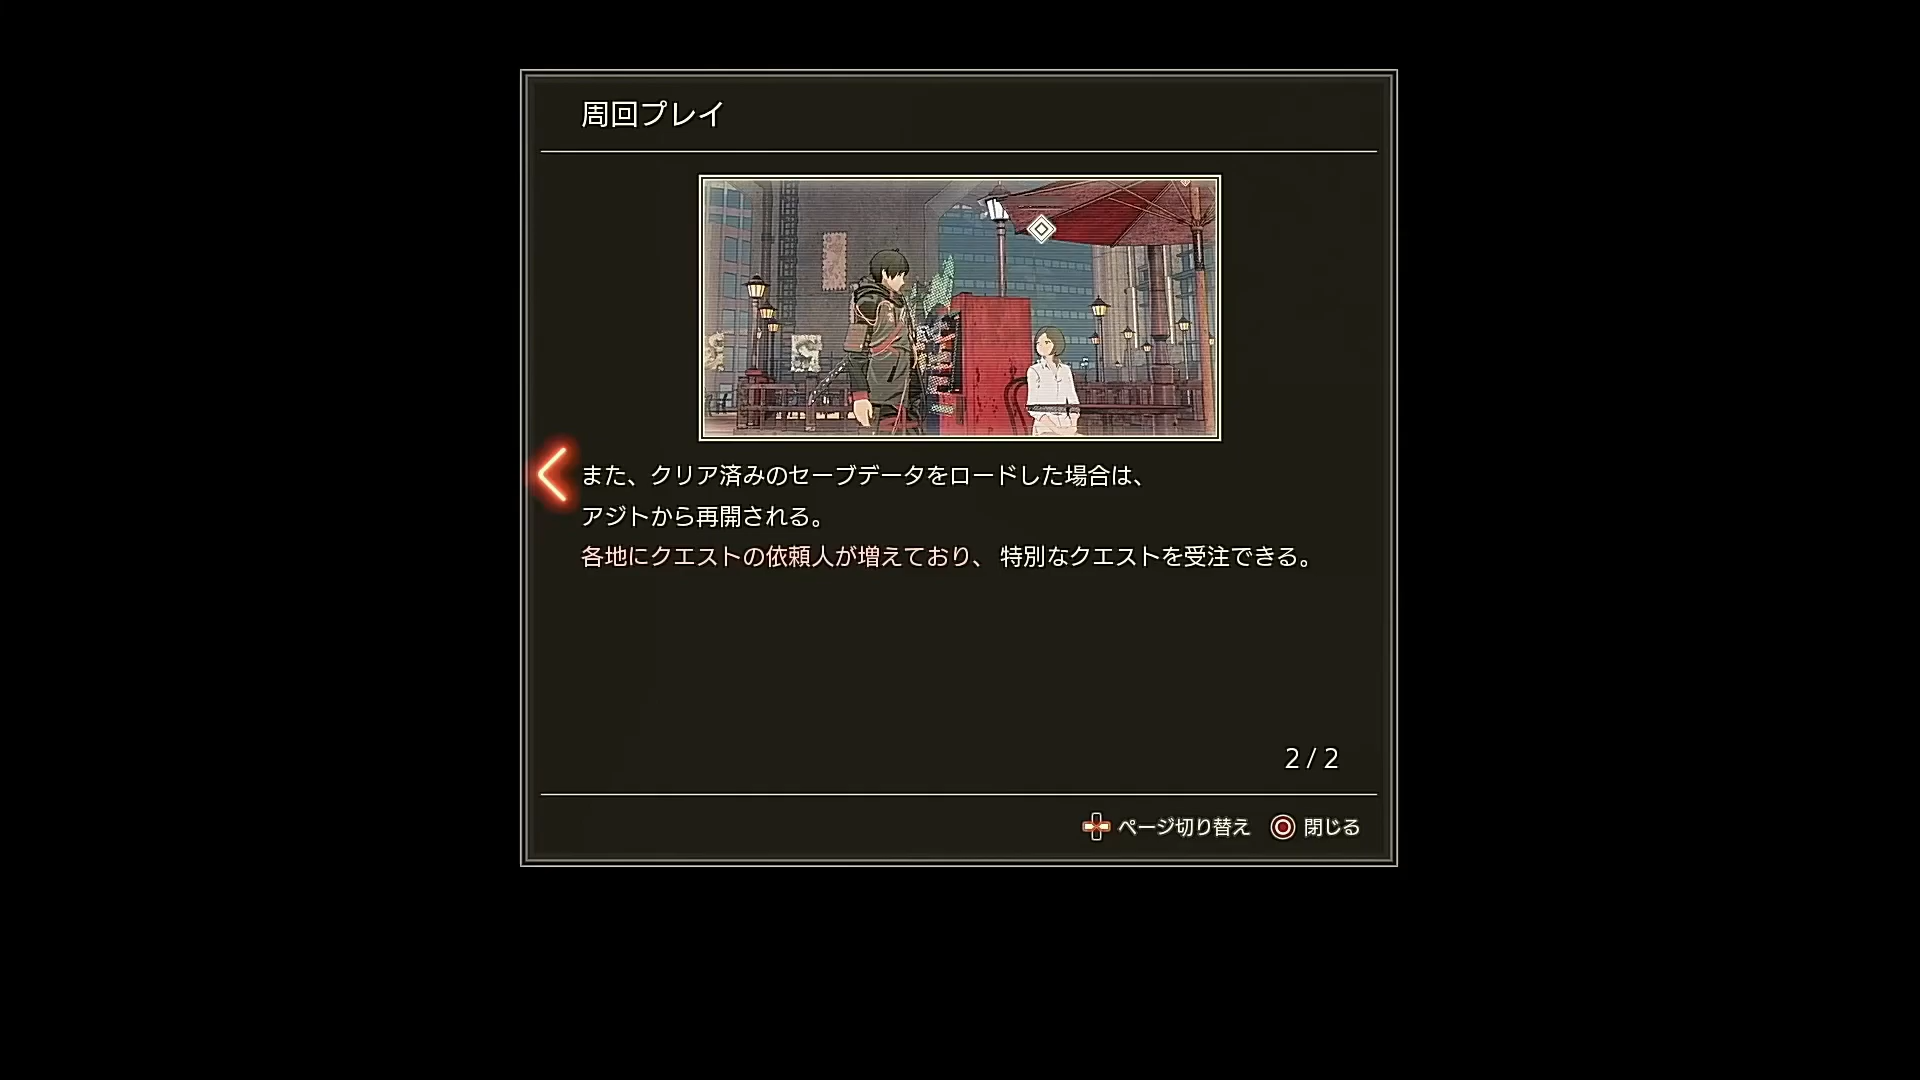 周回プレイ
また、クリア済みのセーブデータをロードした場合は、
アジトから再開される。
各地にクエストの依頼人が増えており、特別なクエストを受注できる。
2 / 2
ページ切り替え 閉じる